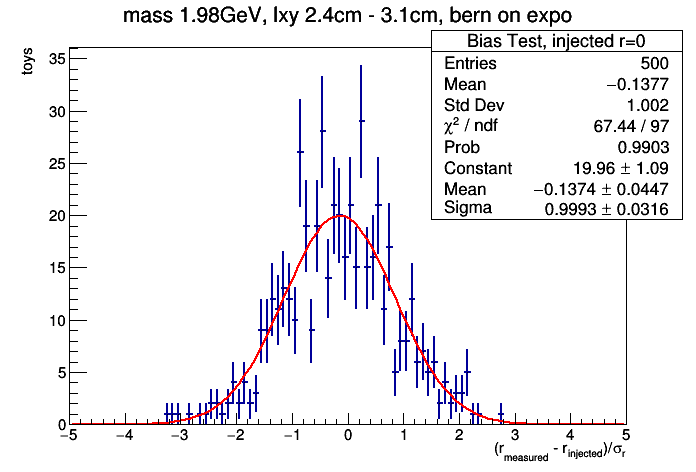 mass 1.98GeV, lxy 2.4cm - 3.1cm, bern on expo
Bias Test, injected r=0
Entries 500
Mean −0.1377
Std Dev 1.002
χ² / ndf 67.44 / 97
Prob 0.9903
Constant 19.96 ± 1.09
Mean −0.1374 ± 0.0447
Sigma 0.9993 ± 0.0316
toys
35
30
25
20
15
10
5
0
−5 −4 −3 −2 −1 0 1 2 3 4 5
(r_measured - r_injected)/σ_r